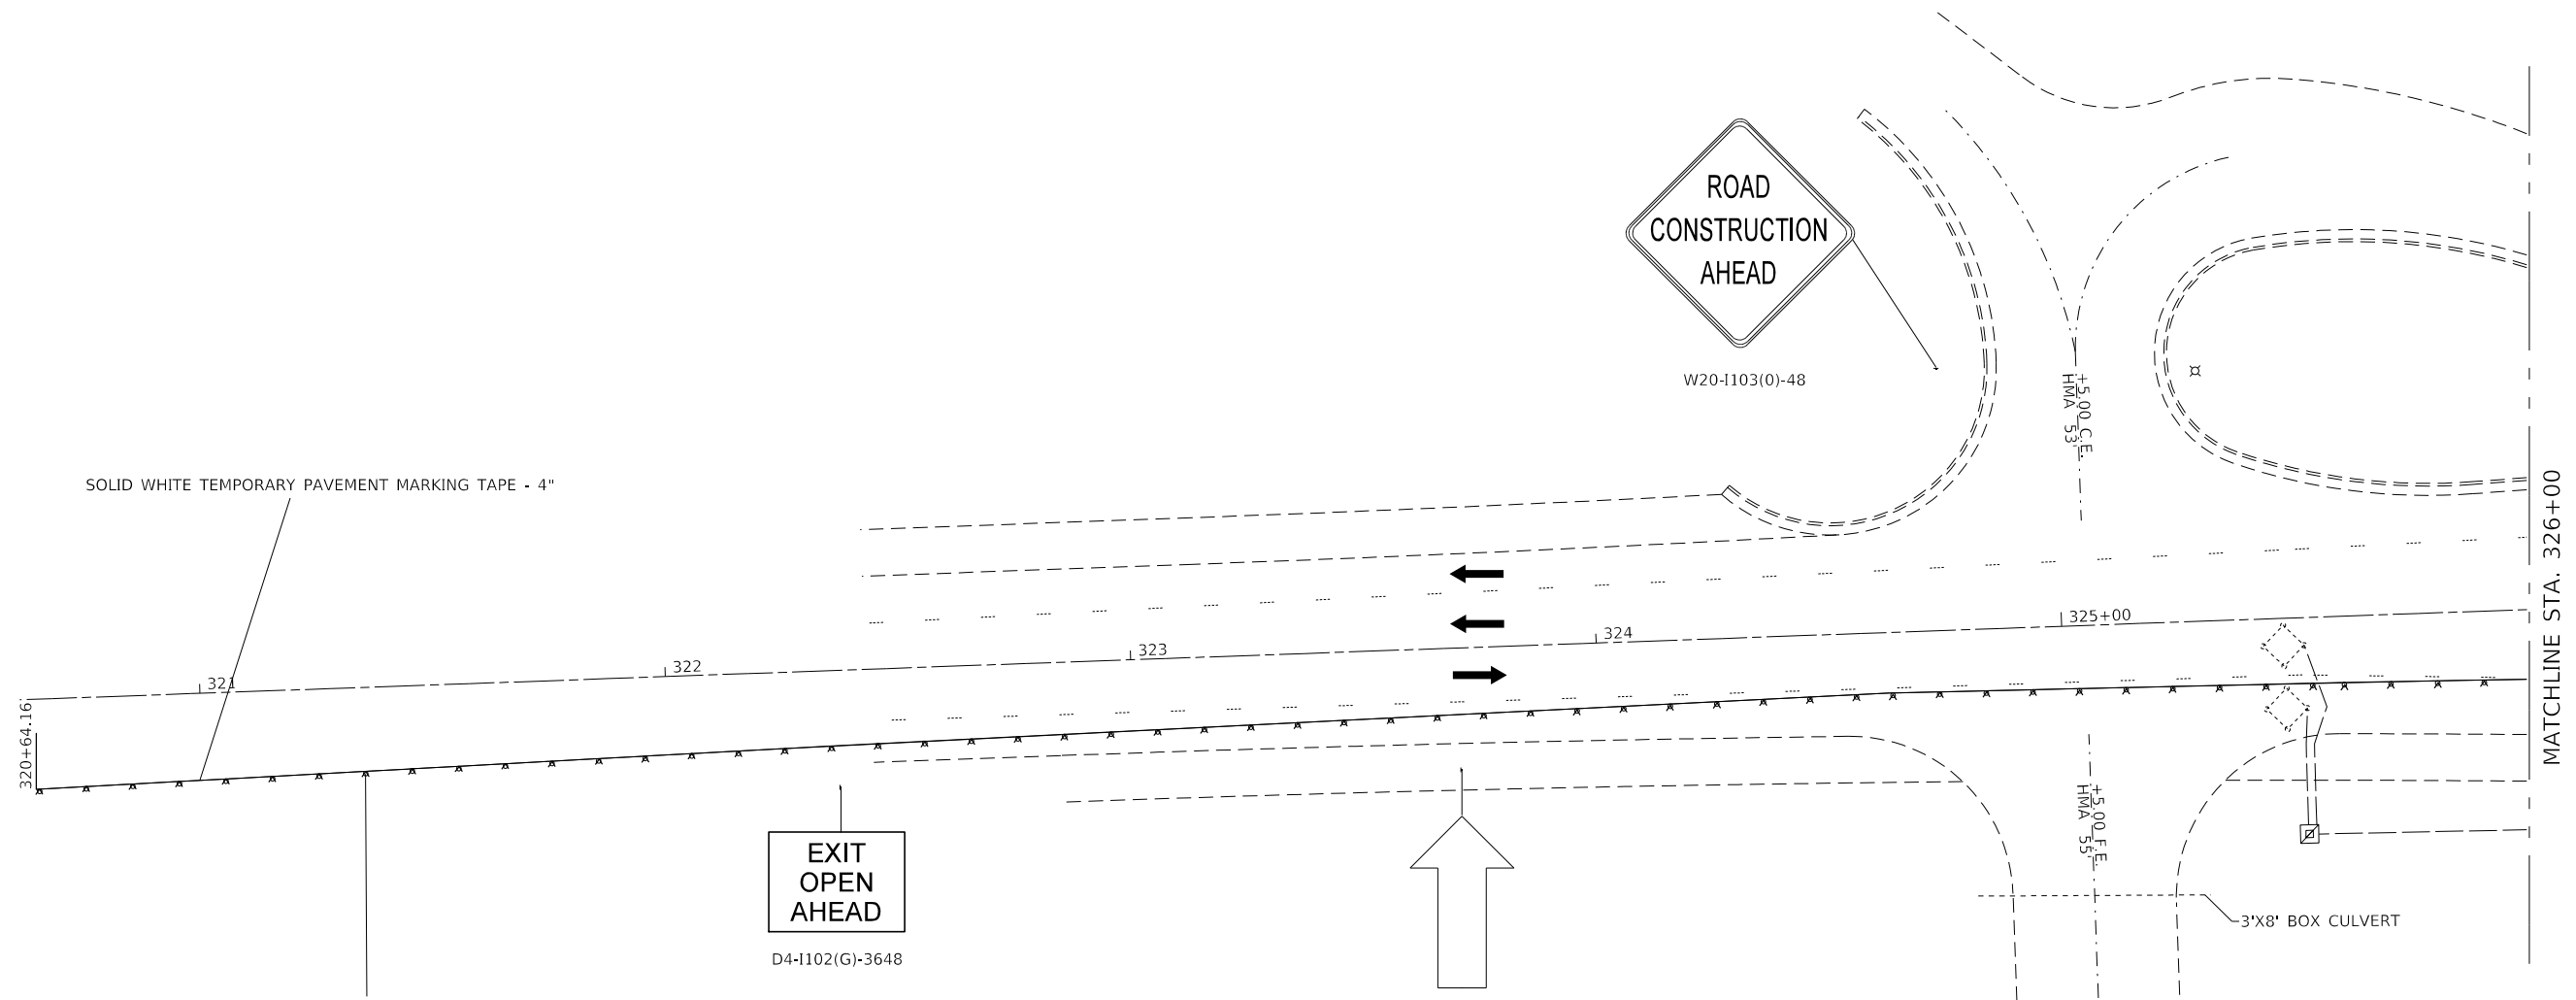 ROAD
CONSTRUCTION
AHEAD
W20-I103(0)-48
+5.00 C.E.
HMA 53'
SOLID WHITE TEMPORARY PAVEMENT MARKING TAPE - 4"
MATCHLINE STA. 326+00
325+00
324
323
322
321
320+64.16
+5.00 F.E.
HMA 55'
EXIT
OPEN
AHEAD
D4-I102(G)-3648
3'X8' BOX CULVERT